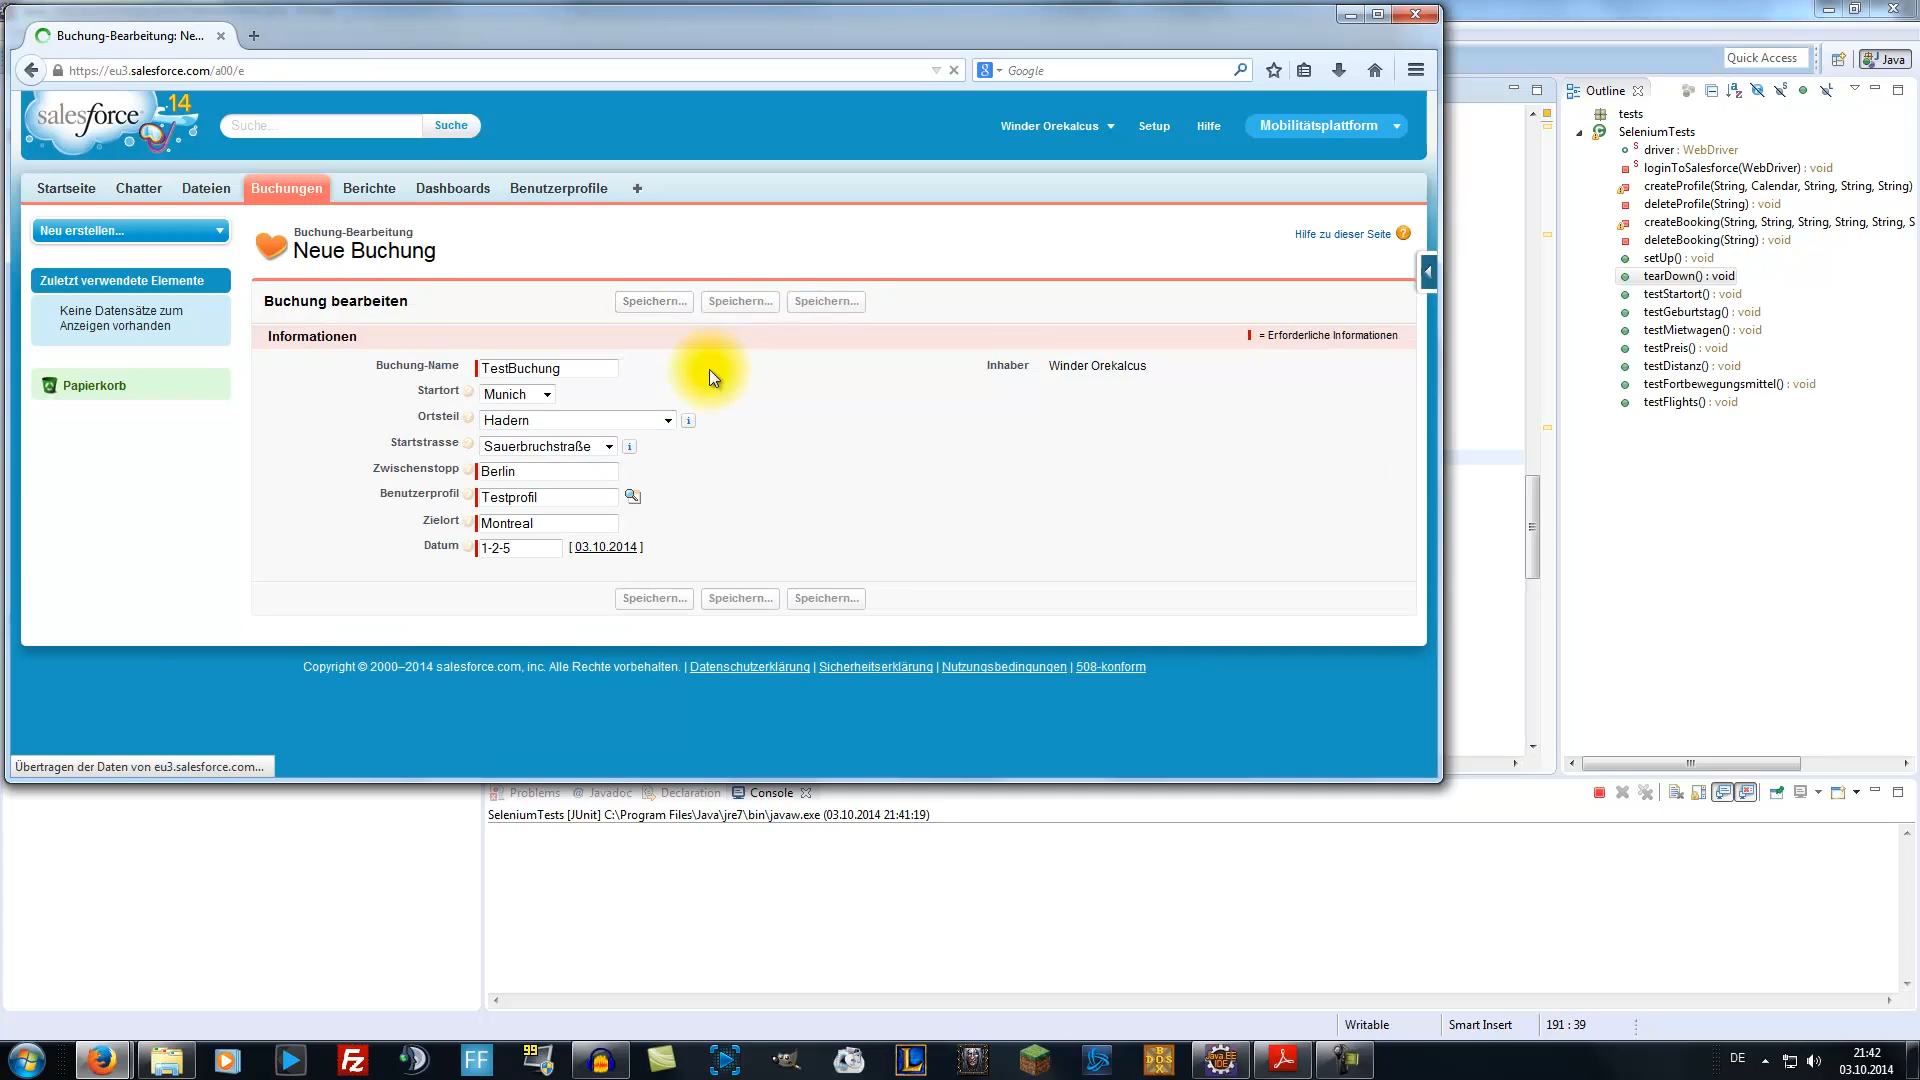 Buchung-Bearbeitung: Ne...
https://eu3.salesforce.com/a00/e
Google
Quick Access
Java
salesforce
14
Suche...
Suche
Winder Orekalcus
Setup
Hilfe
Mobilitätsplattform
Startseite
Chatter
Dateien
Buchungen
Berichte
Dashboards
Benutzerprofile
Neu erstellen...
Zuletzt verwendete Elemente
Keine Datensätze zum
Anzeigen vorhanden
Papierkorb
Buchung-Bearbeitung
Neue Buchung
Hilfe zu dieser Seite
Buchung bearbeiten
Speichern...
Speichern...
Speichern...
Informationen
= Erforderliche Informationen
Buchung-Name
TestBuchung
Inhaber
Winder Orekalcus
Startort
Munich
Ortsteil
Hadern
Startstrasse
Sauerbruchstraße
Zwischenstopp
Berlin
Benutzerprofil
Testprofil
Zielort
Montreal
Datum
1-2-5
[ 03.10.2014 ]
Speichern...
Speichern...
Speichern...
Copyright © 2000–2014 salesforce.com, inc. Alle Rechte vorbehalten. | Datenschutzerklärung | Sicherheitserklärung | Nutzungsbedingungen | 508-konform
Übertragen der Daten von eu3.salesforce.com...
Outline
tests
SeleniumTests
driver : WebDriver
loginToSalesforce(WebDriver) : void
createProfile(String, Calendar, String, String, String)
deleteProfile(String) : void
createBooking(String, String, String, String, String, S
deleteBooking(String) : void
setUp() : void
tearDown() : void
testStartort() : void
testGeburtstag() : void
testMietwagen() : void
testPreis() : void
testDistanz() : void
testFortbewegungsmittel() : void
testFlights() : void
Problems
@ Javadoc
Declaration
Console
SeleniumTests [JUnit] C:\Program Files\Java\jre7\bin\javaw.exe (03.10.2014 21:41:19)
Writable
Smart Insert
191 : 39
FF
99
Java EE
IDE
DE
21:42
03.10.2014